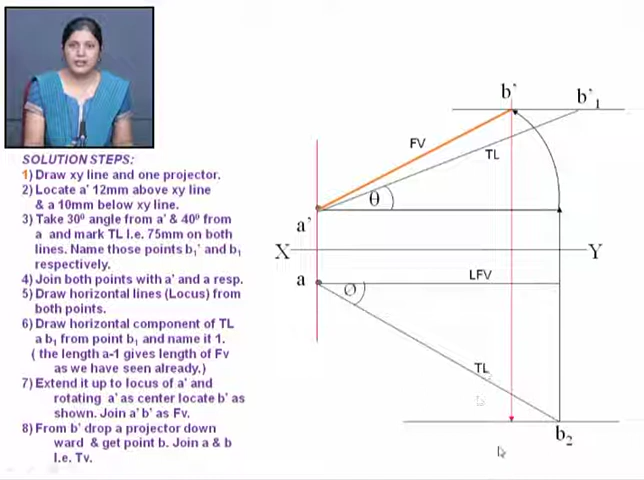 SOLUTION STEPS:
1) Draw xy line and one projector.
2) Locate a' 12mm above xy line
& a 10mm below xy line.
3) Take 30⁰ angle from a' & 40⁰ from
a and mark TL I.e. 75mm on both
lines. Name those points b₁' and b₁
respectively.
4) Join both points with a' and a resp.
5) Draw horizontal lines (Locus) from
both points.
6) Draw horizontal component of TL
a b₁ from point b₁ and name it 1.
( the length a-1 gives length of Fv
as we have seen already.)
7) Extend it up to locus of a' and
rotating a' as center locate b' as
shown. Join a' b' as Fv.
8) From b' drop a projector down
ward & get point b. Join a & b
I.e. Tv.
b'
b'₁
FV
TL
θ
a'
X
Y
a
LFV
Ø
TL
b₂